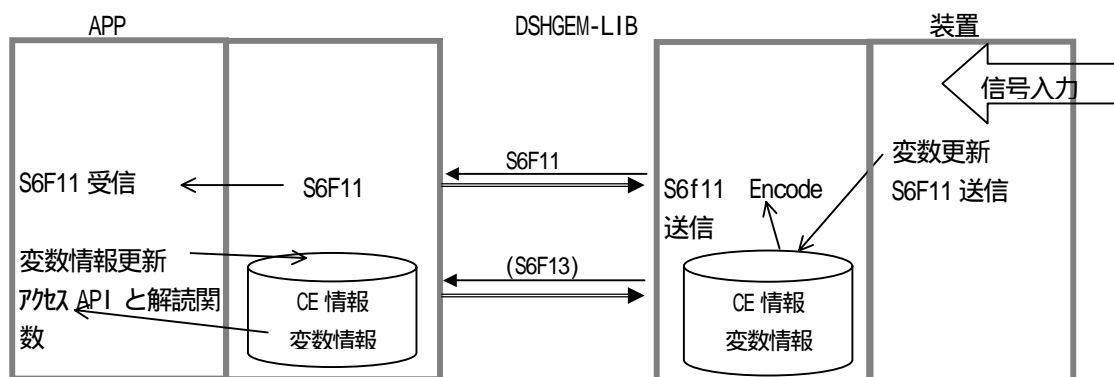 APP
DSHGEM-LIB
装置
信号入力
S6F11
変数更新
S6F11 受信
S6F11
S6f11
Encode
S6F11 送信
送信
変数情報更新
(S6F13)
アクセス API と解読関
数
CE 情報
変数情報
CE 情報
変数情報